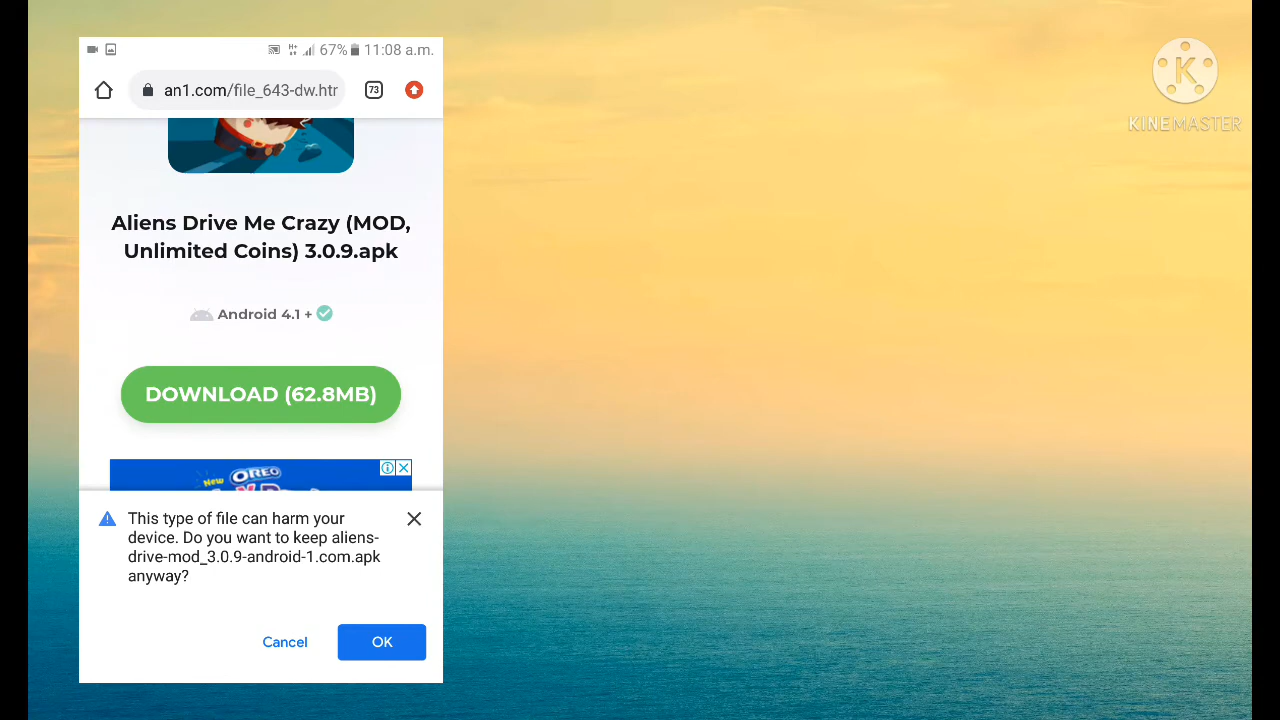 67% 11:08 a.m.
an1.com/file_643-dw.htr
73
KINEMASTER
Aliens Drive Me Crazy (MOD,
Unlimited Coins) 3.0.9.apk
Android 4.1 +
DOWNLOAD (62.8MB)
New OREO
This type of file can harm your
device. Do you want to keep aliens-
drive-mod_3.0.9-android-1.com.apk
anyway?
Cancel OK